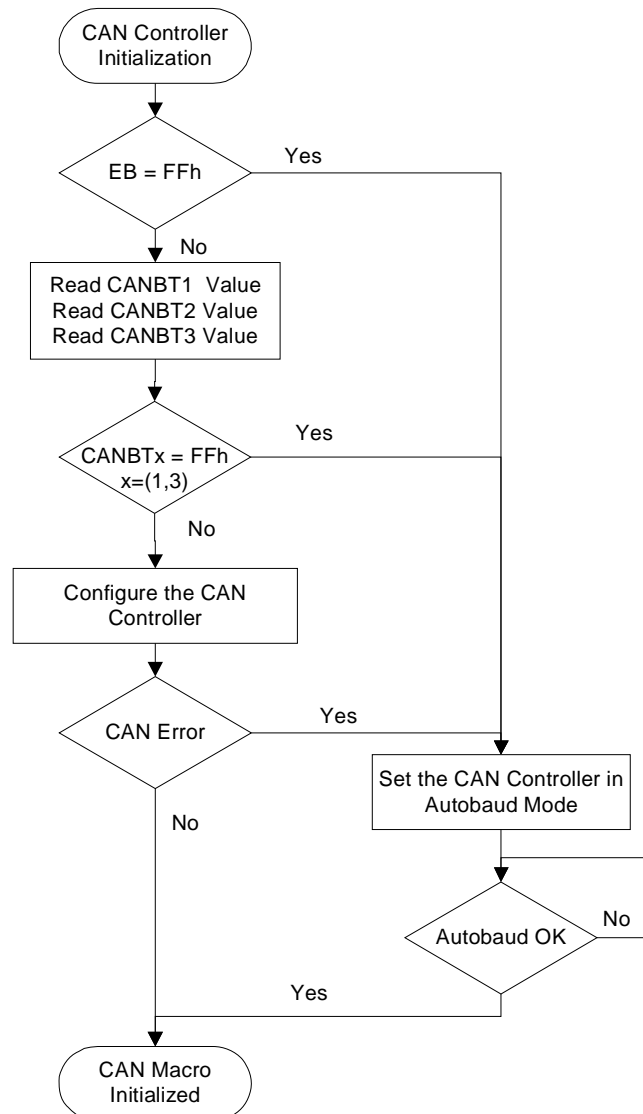 CAN Controller
Initialization
EB = FFh
Yes
No
Read CANBT1  Value
Read CANBT2 Value
Read CANBT3 Value
CANBTx = FFh
x=(1,3)
Yes
No
Configure the CAN
Controller
CAN Error
Yes
No
Set the CAN Controller in
Autobaud Mode
Autobaud OK
No
Yes
CAN Macro
Initialized